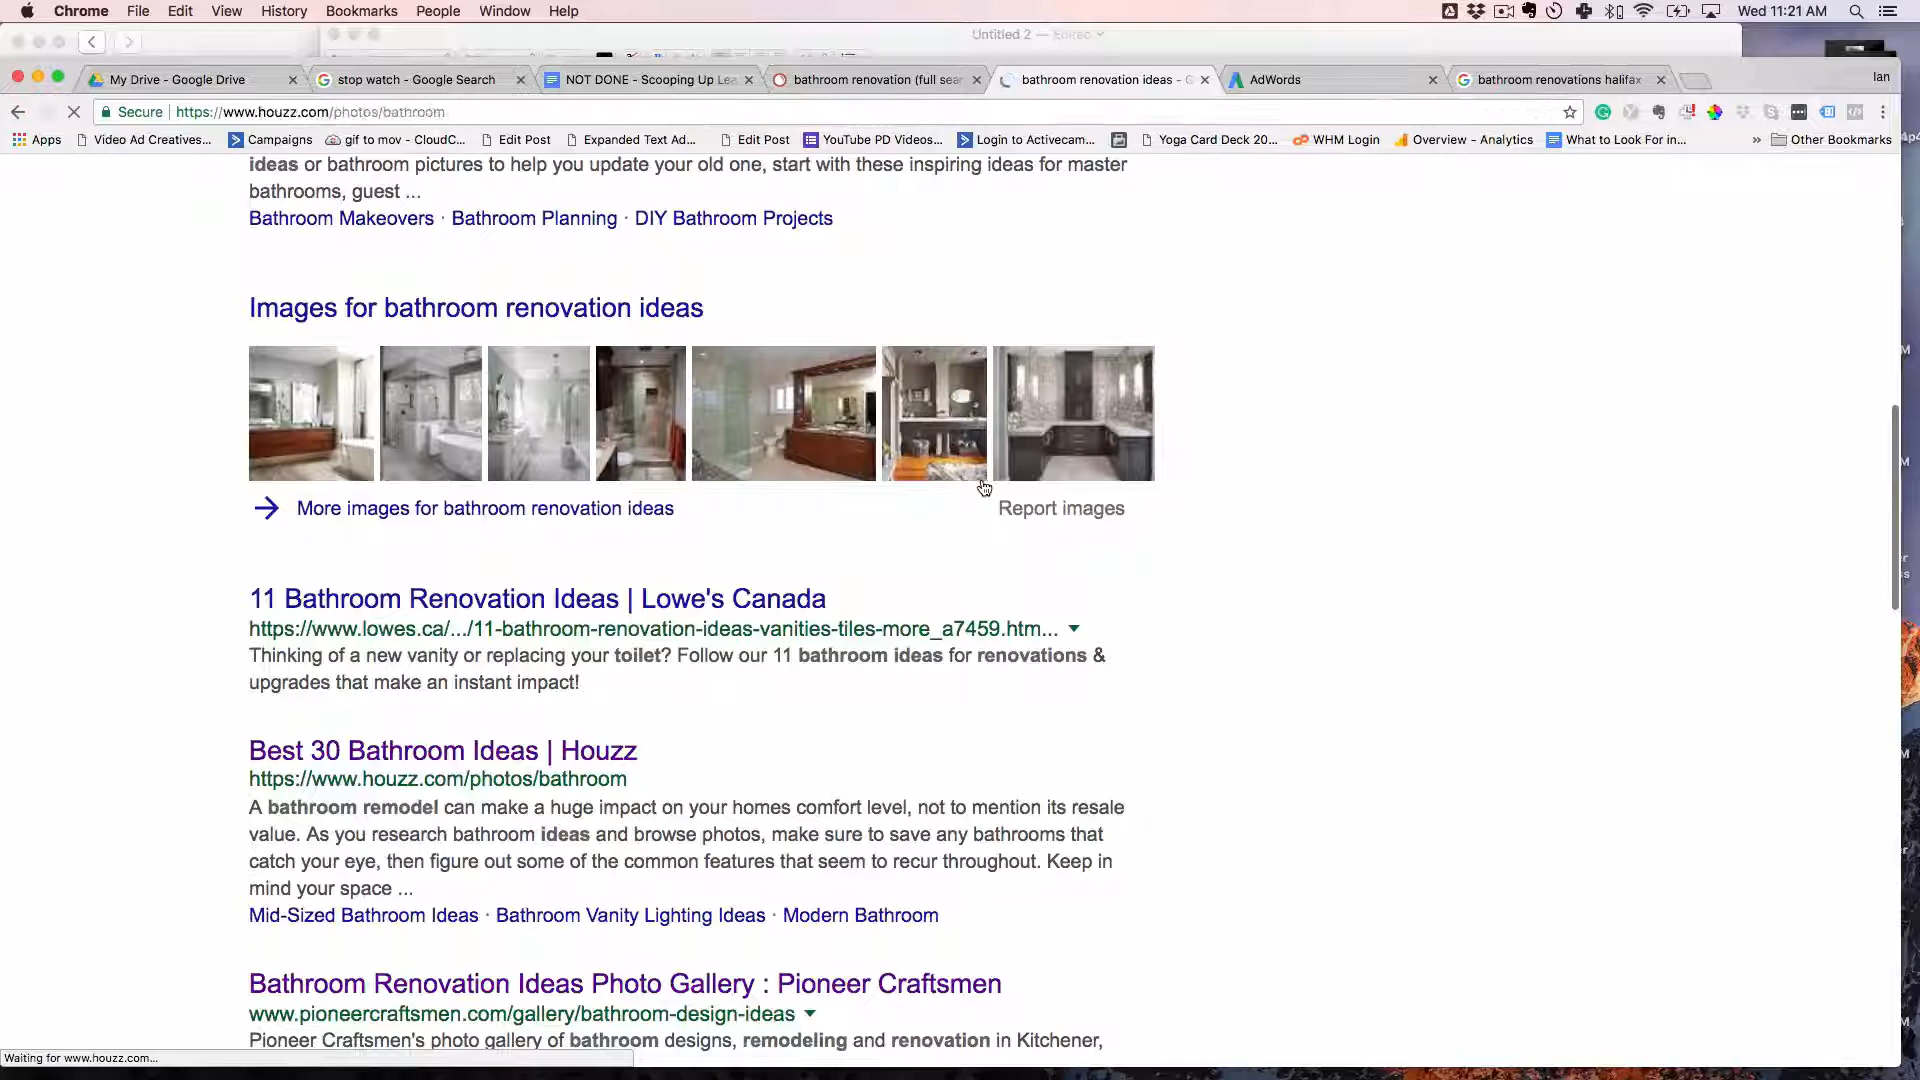 Chrome File Edit View History Bookmarks People Window Help Wed 11:21 AM
Untitled 2 — Edited
My Drive - Google Drive stop watch - Google Search NOT DONE - Scooping Up Lea bathroom renovation (full sear bathroom renovation ideas - G AdWords bathroom renovations halifax Ian
Secure https://www.houzz.com/photos/bathroom
Apps Video Ad Creatives... Campaigns gif to mov - CloudC... Edit Post Expanded Text Ad... Edit Post YouTube PD Videos... Login to Activecam... Yoga Card Deck 20... WHM Login Overview - Analytics What to Look For in... » Other Bookmarks
ideas or bathroom pictures to help you update your old one, start with these inspiring ideas for master
bathrooms, guest ...
Bathroom Makeovers · Bathroom Planning · DIY Bathroom Projects
Images for bathroom renovation ideas
More images for bathroom renovation ideas Report images
11 Bathroom Renovation Ideas | Lowe's Canada
https://www.lowes.ca/.../11-bathroom-renovation-ideas-vanities-tiles-more_a7459.htm...
Thinking of a new vanity or replacing your toilet? Follow our 11 bathroom ideas for renovations &
upgrades that make an instant impact!
Best 30 Bathroom Ideas | Houzz
https://www.houzz.com/photos/bathroom
A bathroom remodel can make a huge impact on your homes comfort level, not to mention its resale
value. As you research bathroom ideas and browse photos, make sure to save any bathrooms that
catch your eye, then figure out some of the common features that seem to recur throughout. Keep in
mind your space ...
Mid-Sized Bathroom Ideas · Bathroom Vanity Lighting Ideas · Modern Bathroom
Bathroom Renovation Ideas Photo Gallery : Pioneer Craftsmen
www.pioneercraftsmen.com/gallery/bathroom-design-ideas
Pioneer Craftsmen's photo gallery of bathroom designs, remodeling and renovation in Kitchener,
Waiting for www.houzz.com...